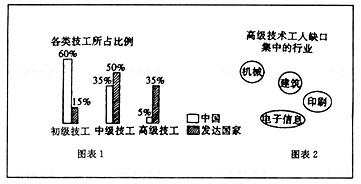 各类技工所占比例
60%
15%
35%
50%
5%
35%
初级技工 中级技工 高级技工
中国
发达国家
图表1
高级技术工人缺口
集中的行业
机械
建筑
印刷
电子信息
图表2